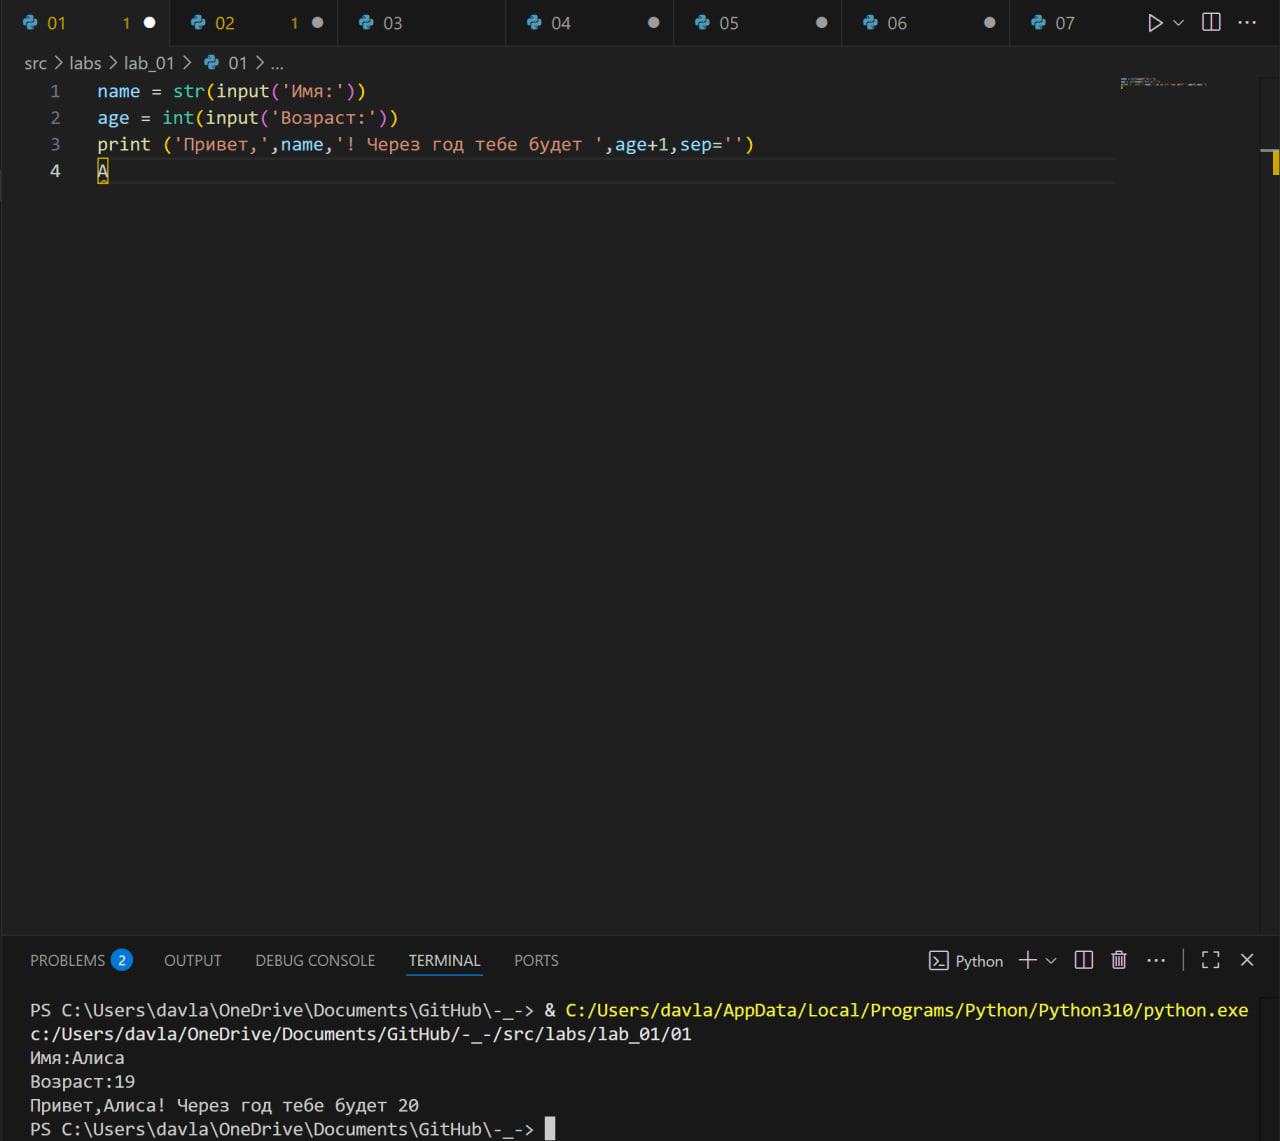 01 1 02 1 03 04 05 06 07 ...
src > labs > lab_01 > 01 > ...
1 name = str(input('Имя:'))
2 age = int(input('Возраст:'))
3 print ('Привет,',name,'! Через год тебе будет ',age+1,sep='')
4 A
PROBLEMS 2 OUTPUT DEBUG CONSOLE TERMINAL PORTS Python ...
PS C:\Users\davla\OneDrive\Documents\GitHub\-_-> & C:/Users/davla/AppData/Local/Programs/Python/Python310/python.exe
c:/Users/davla/OneDrive/Documents/GitHub/-_-/src/labs/lab_01/01
Имя:Алиса
Возраст:19
Привет,Алиса! Через год тебе будет 20
PS C:\Users\davla\OneDrive\Documents\GitHub\-_->